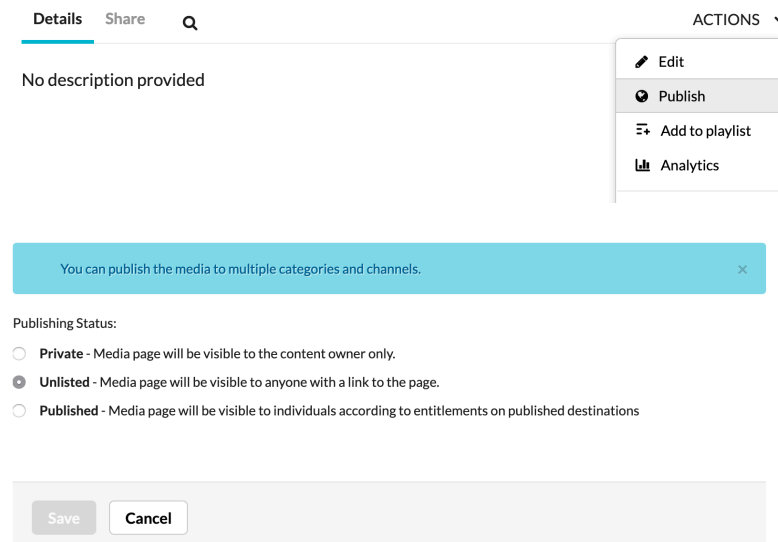 Details Share ACTIONS
Edit
No description provided
Publish
Add to playlist
Analytics
You can publish the media to multiple categories and channels. ×
Publishing Status:
Private - Media page will be visible to the content owner only.
Unlisted - Media page will be visible to anyone with a link to the page.
Published - Media page will be visible to individuals according to entitlements on published destinations
Save Cancel